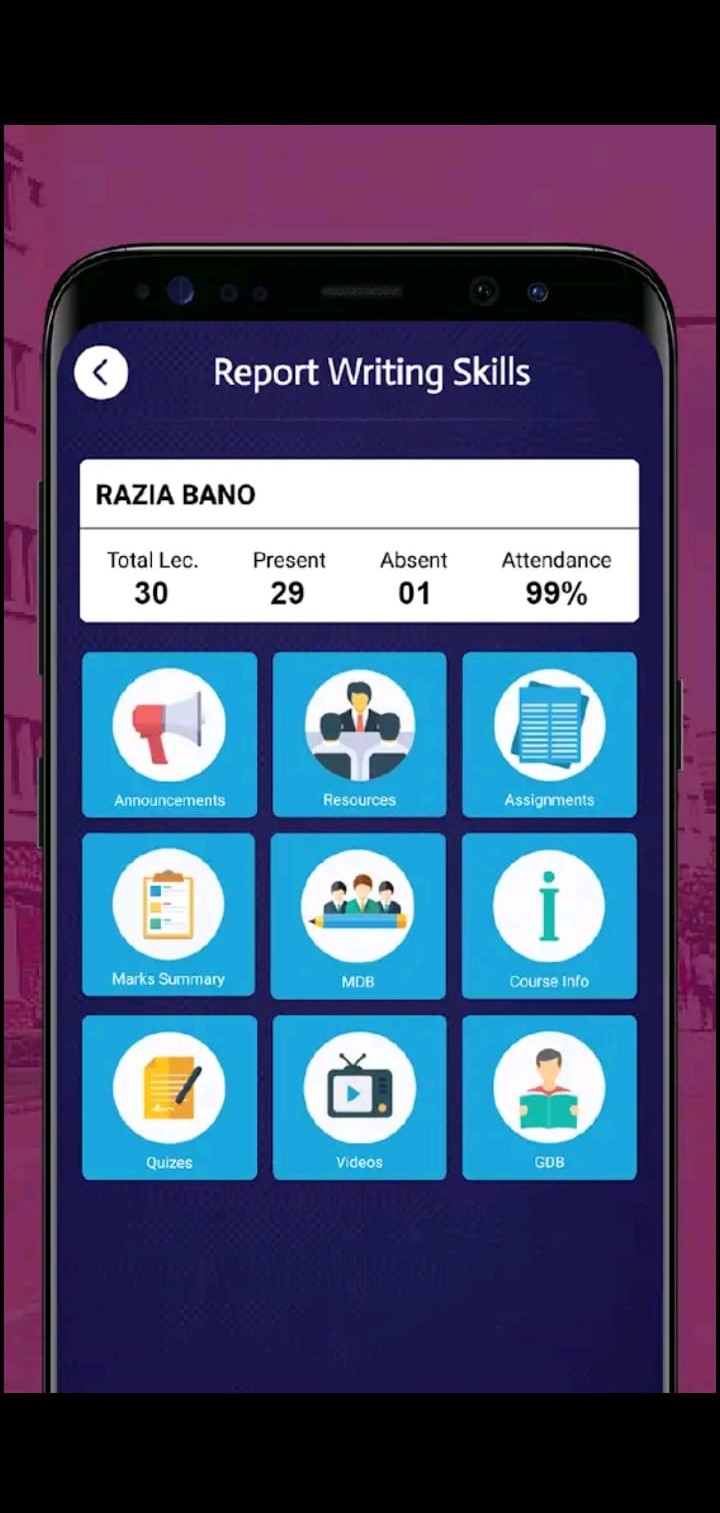 Report Writing Skills
RAZIA BANO
Total Lec. Present Absent Attendance
30 29 01 99%
Announcements Resources Assignments
Marks Summary MDB Course Info
Quizes Videos GDB